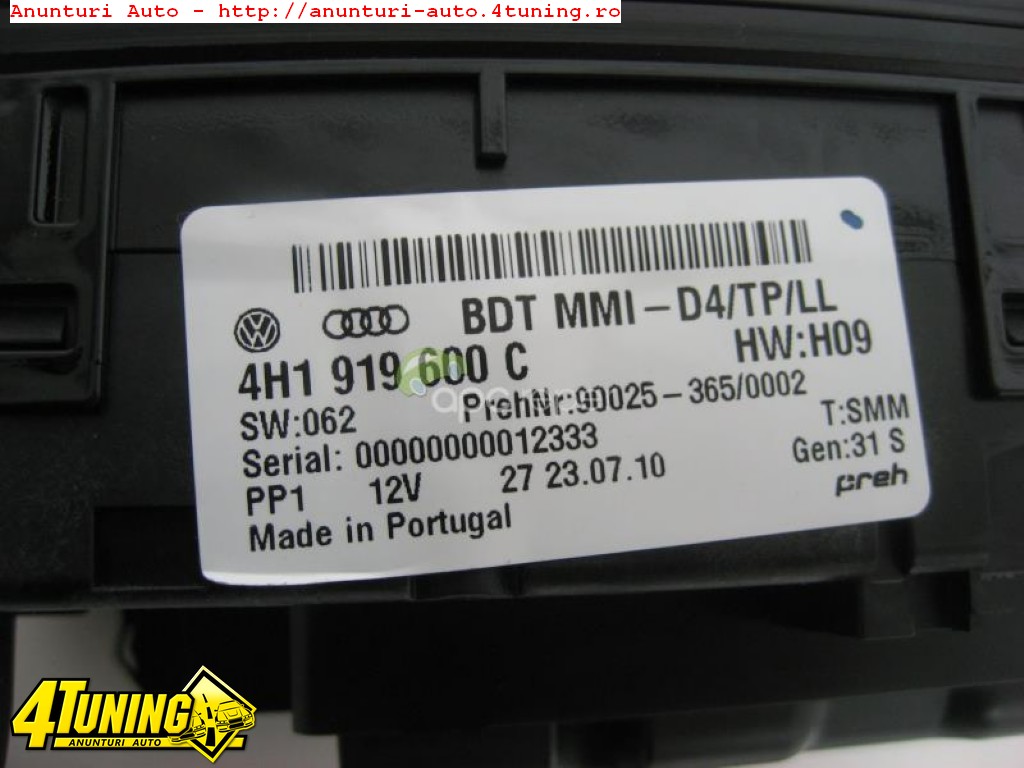 Anunturi Auto - http://anunturi-auto.4tuning.ro
BDT MMI-D4/TP/LL
4H1 919 600 C
HW:H09
SW:062
PrehNr:90025-365/0002
Serial: 00000000012333
T:SMM
PP1 12V 27 23.07.10
Gen:31 S
Made in Portugal
preh
4TUNING
ANUNTURI AUTO